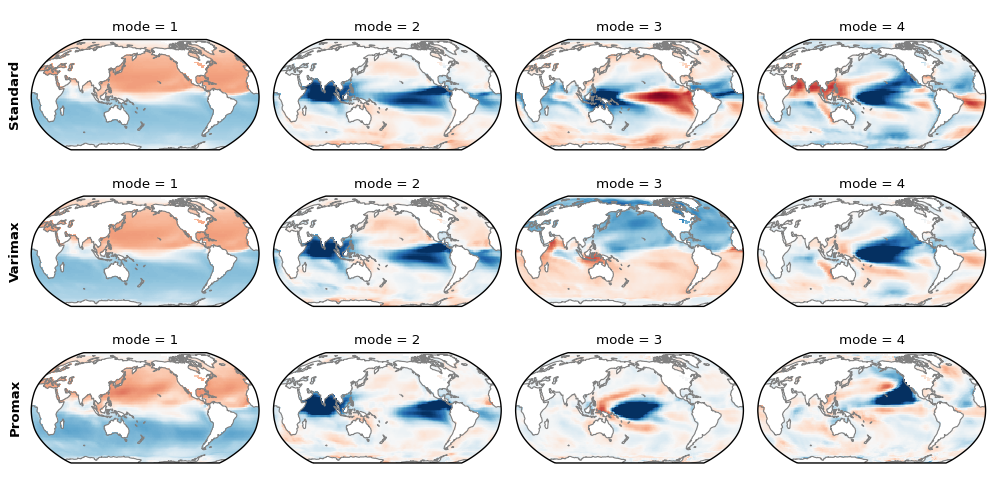 mode = 1
mode = 2
mode = 3
mode = 4
Standard
mode = 1
mode = 2
mode = 3
mode = 4
Varimax
mode = 1
mode = 2
mode = 3
mode = 4
Promax